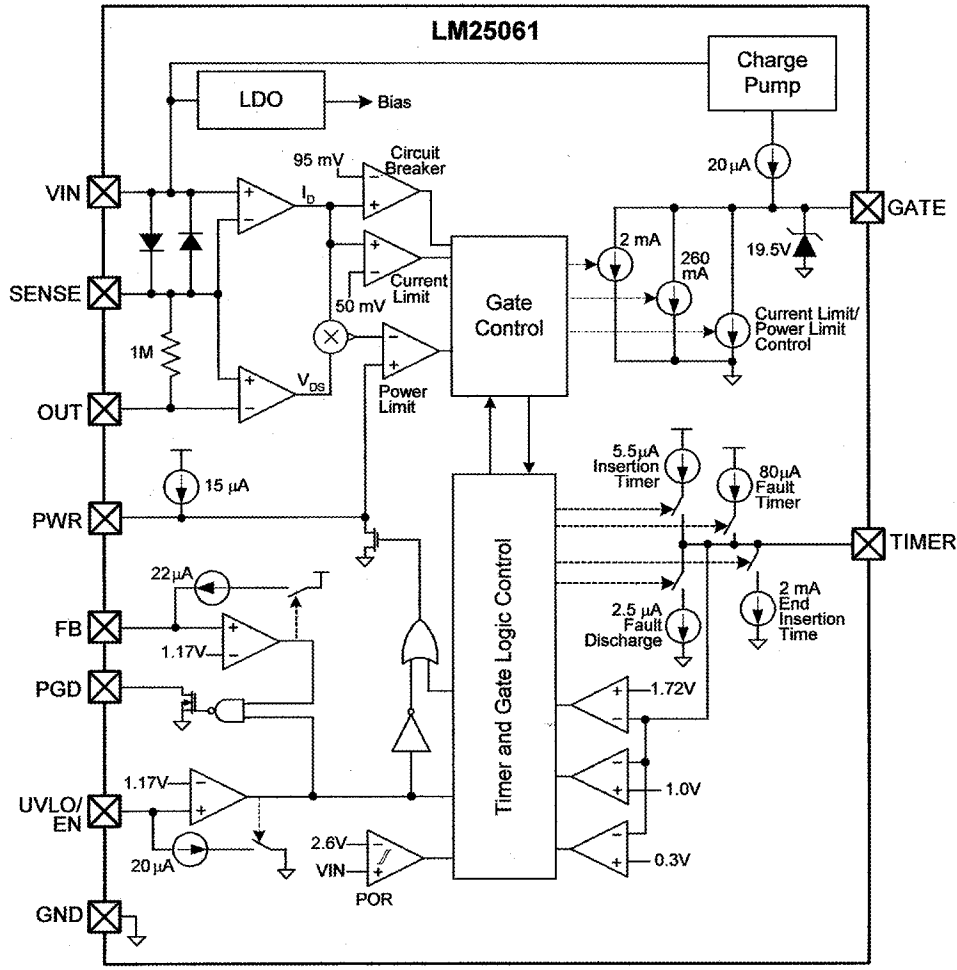 LM25061
Charge
Pump
LDO
Bias
20 µA
95 mV
Circuit
Breaker
VIN
I_D
+
−
−
+
GATE
2 mA
260
mA
19.5V
+
−
Current
Limit
50 mV
SENSE
Gate
Control
Current Limit/
Power Limit
Control
1M
×
−
+
Power
Limit
V_DS
+
−
OUT
15 µA
PWR
5.5µA
Insertion
Timer
80µA
Fault
Timer
TIMER
22µA
FB
+
−
1.17V
2.5 µA
Fault
Discharge
2 mA
End
Insertion
Time
Timer and Gate Logic Control
PGD
+
−
1.72V
1.17V
−
+
UVLO/
EN
−
+
1.0V
20µA
2.6V
VIN
−
+
POR
−
+
0.3V
GND